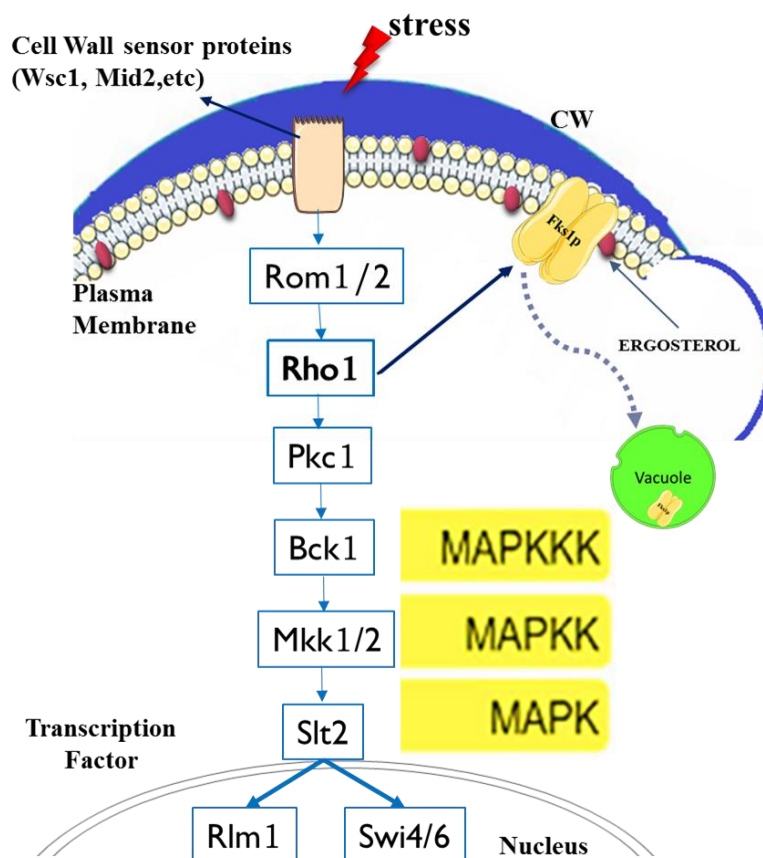 stress
Cell Wall sensor proteins
(Wsc1, Mid2,etc)
CW
Fks1p
Rom1/2
Plasma
Membrane
ERGOSTEROL
Rho1
Pkc1
Vacuole
Fks1p
Bck1
MAPKKK
Mkk1/2
MAPKK
MAPK
Slt2
Transcription
Factor
Rlm1
Swi4/6
Nucleus